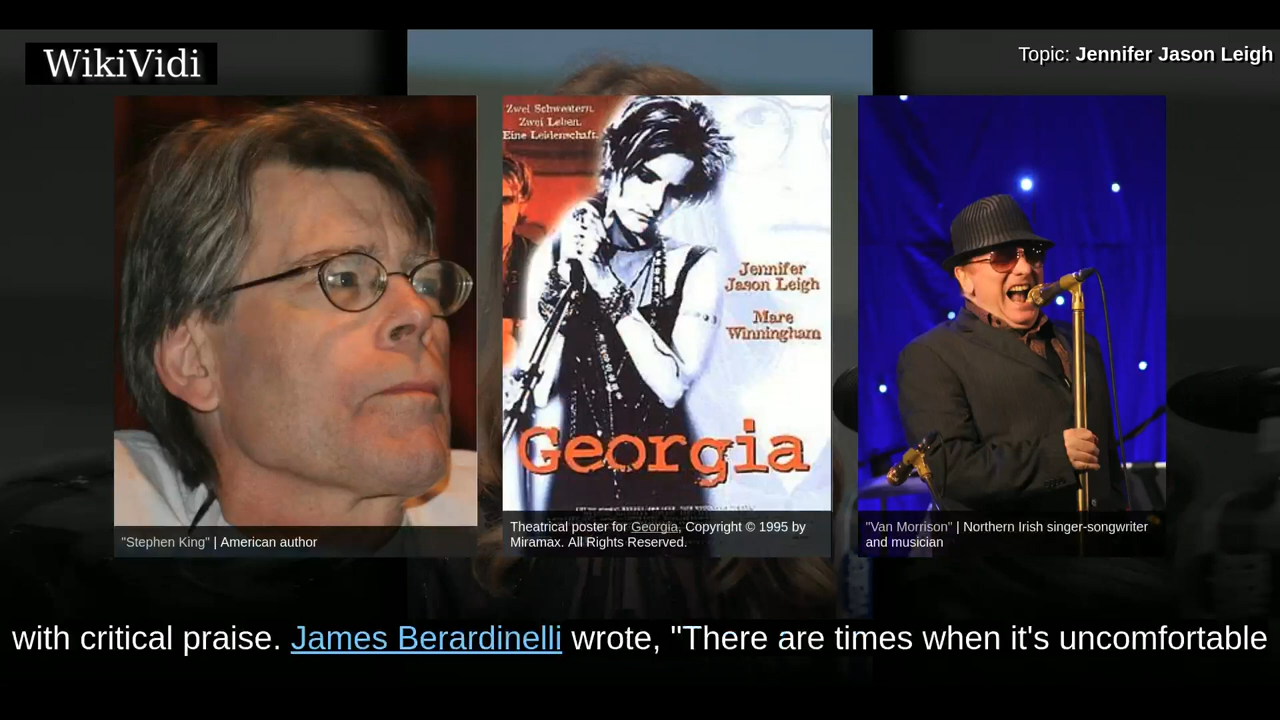 WikiVidi
Topic: Jennifer Jason Leigh
Zwei Schwestern.
Zwei Leben.
Eine Leidenschaft.
Jennifer
Jason Leigh
Mare
Winningham
Georgia
"Stephen King" | American author
Theatrical poster for Georgia, Copyright © 1995 by
Miramax. All Rights Reserved.
"Van Morrison" | Northern Irish singer-songwriter
and musician
with critical praise. James Berardinelli wrote, "There are times when it's uncomfortable